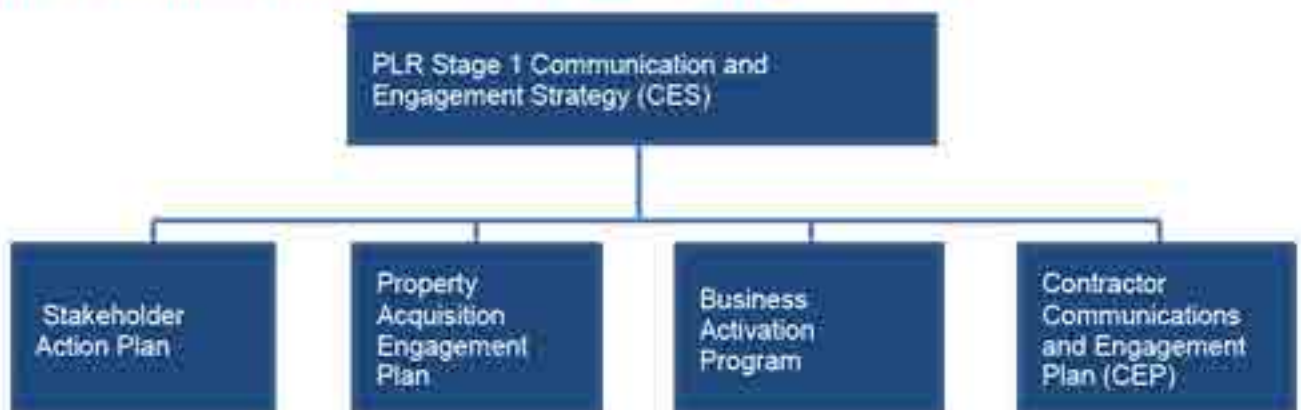 PLR Stage 1 Communication and
Engagement Strategy (CES)
Stakeholder
Action Plan
Property
Acquisition
Engagement
Plan
Business
Activation
Program
Contractor
Communications
and Engagement
Plan (CEP)